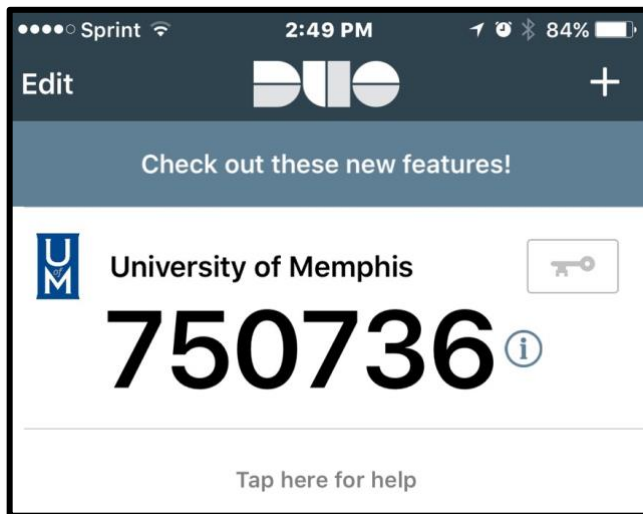 Sprint 2:49 PM 84%
Edit DUO +
Check out these new features!
U of M University of Memphis
750736 i
Tap here for help